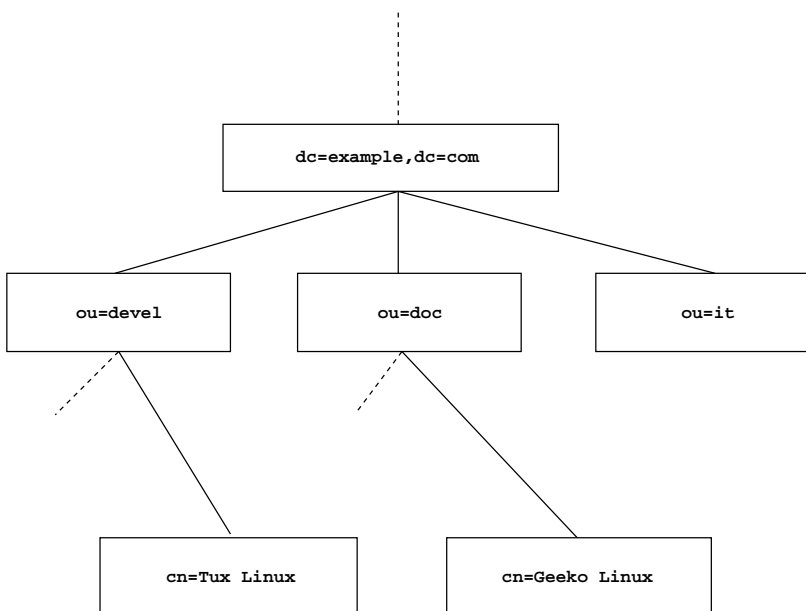 dc=example,dc=com
ou=devel
ou=doc
ou=it
cn=Tux Linux
cn=Geeko Linux